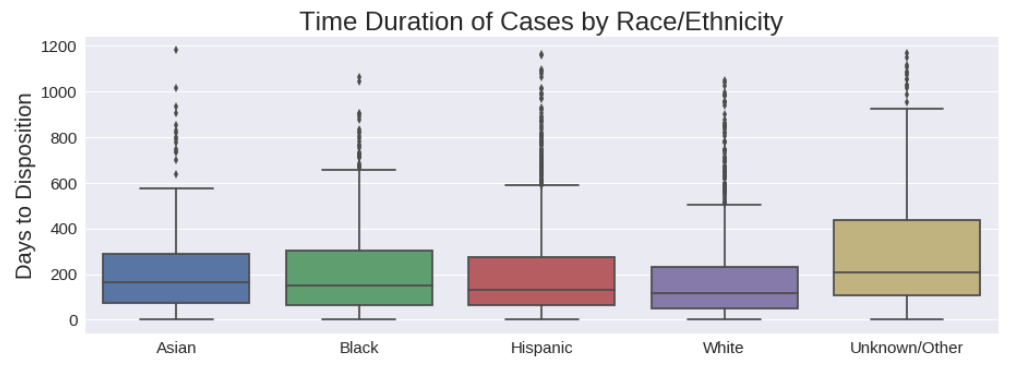 Time Duration of Cases by Race/Ethnicity
1200
1000
800
600
400
200
0
Days to Disposition
Asian Black Hispanic White Unknown/Other